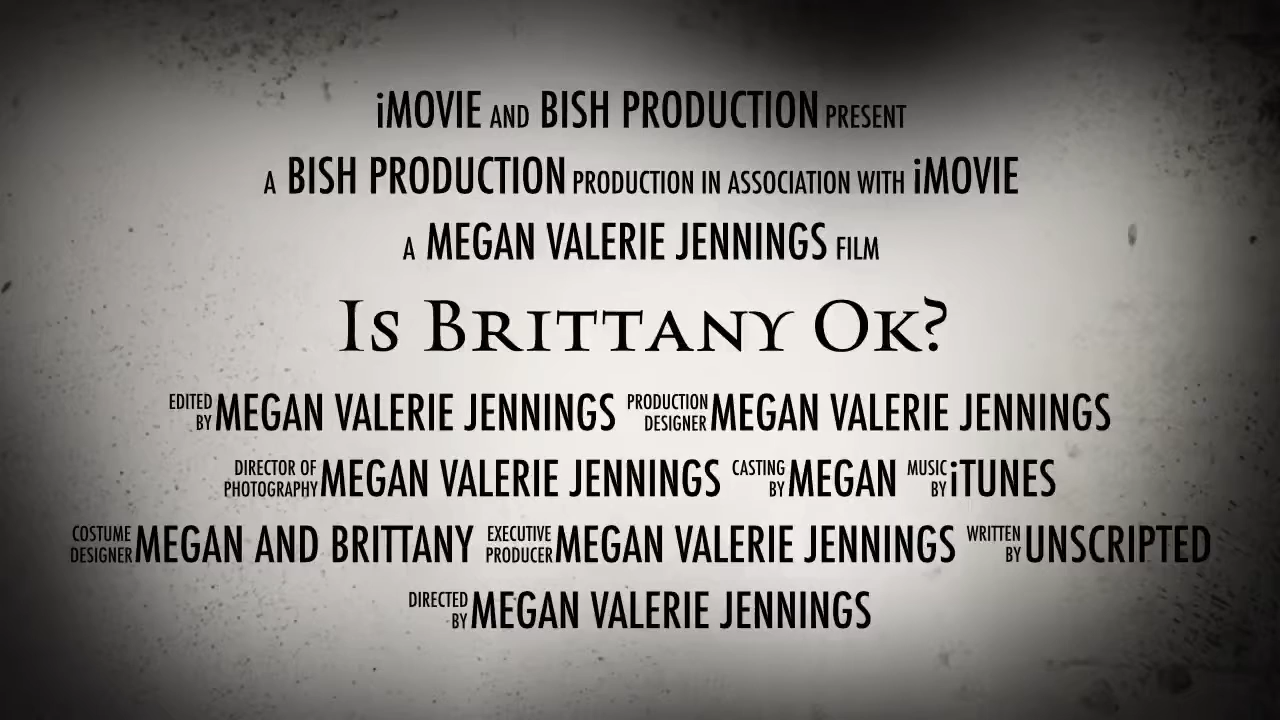 iMOVIE AND BISH PRODUCTION PRESENT
A BISH PRODUCTION PRODUCTION IN ASSOCIATION WITH iMOVIE
A MEGAN VALERIE JENNINGS FILM
IS BRITTANY OK?
EDITED BY MEGAN VALERIE JENNINGS PRODUCTION DESIGNER MEGAN VALERIE JENNINGS
DIRECTOR OF PHOTOGRAPHY MEGAN VALERIE JENNINGS CASTING BY MEGAN MUSIC BY iTUNES
COSTUME DESIGNER MEGAN AND BRITTANY EXECUTIVE PRODUCER MEGAN VALERIE JENNINGS WRITTEN BY UNSCRIPTED
DIRECTED BY MEGAN VALERIE JENNINGS